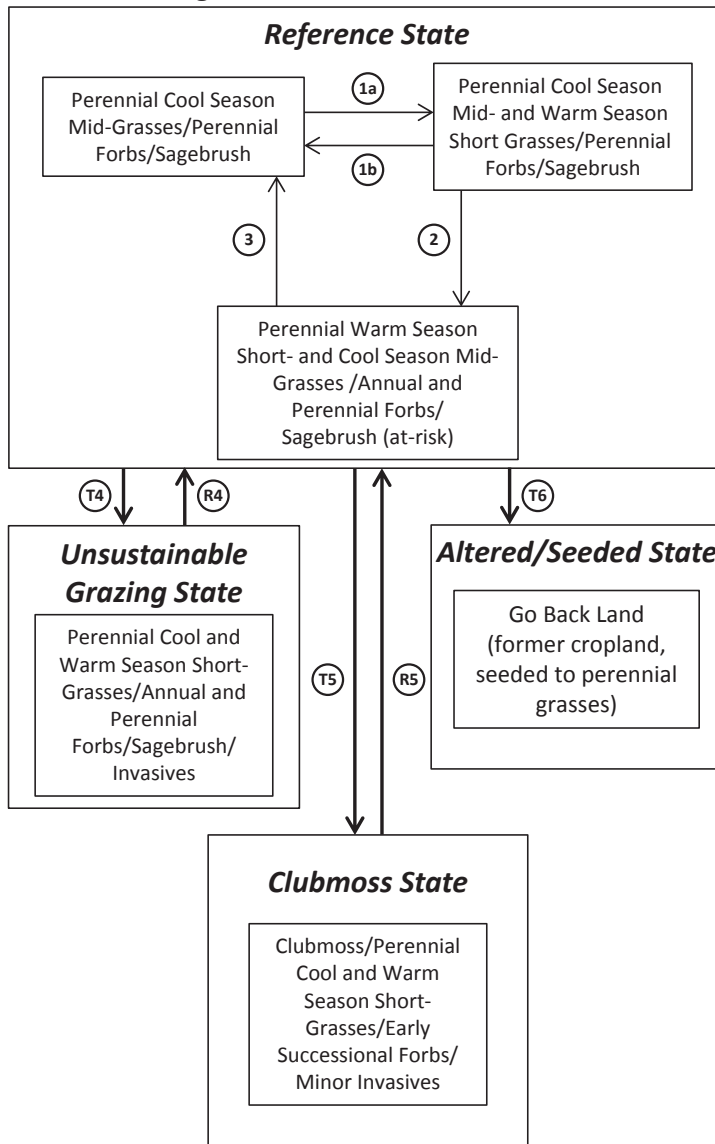 Reference State
Perennial Cool Season
Mid-Grasses/Perennial
Forbs/Sagebrush
1a
1b
Perennial Cool Season
Mid- and Warm Season
Short Grasses/Perennial
Forbs/Sagebrush
3
2
Perennial Warm Season
Short- and Cool Season Mid-
Grasses /Annual and
Perennial Forbs/
Sagebrush (at-risk)
T4
R4
T6
Unsustainable
Grazing State
Perennial Cool and
Warm Season Short-
Grasses/Annual and
Perennial
Forbs/Sagebrush/
Invasives
T5
R5
Altered/Seeded State
Go Back Land
(former cropland,
seeded to perennial
grasses)
Clubmoss State
Clubmoss/Perennial
Cool and Warm
Season Short-
Grasses/Early
Successional Forbs/
Minor Invasives